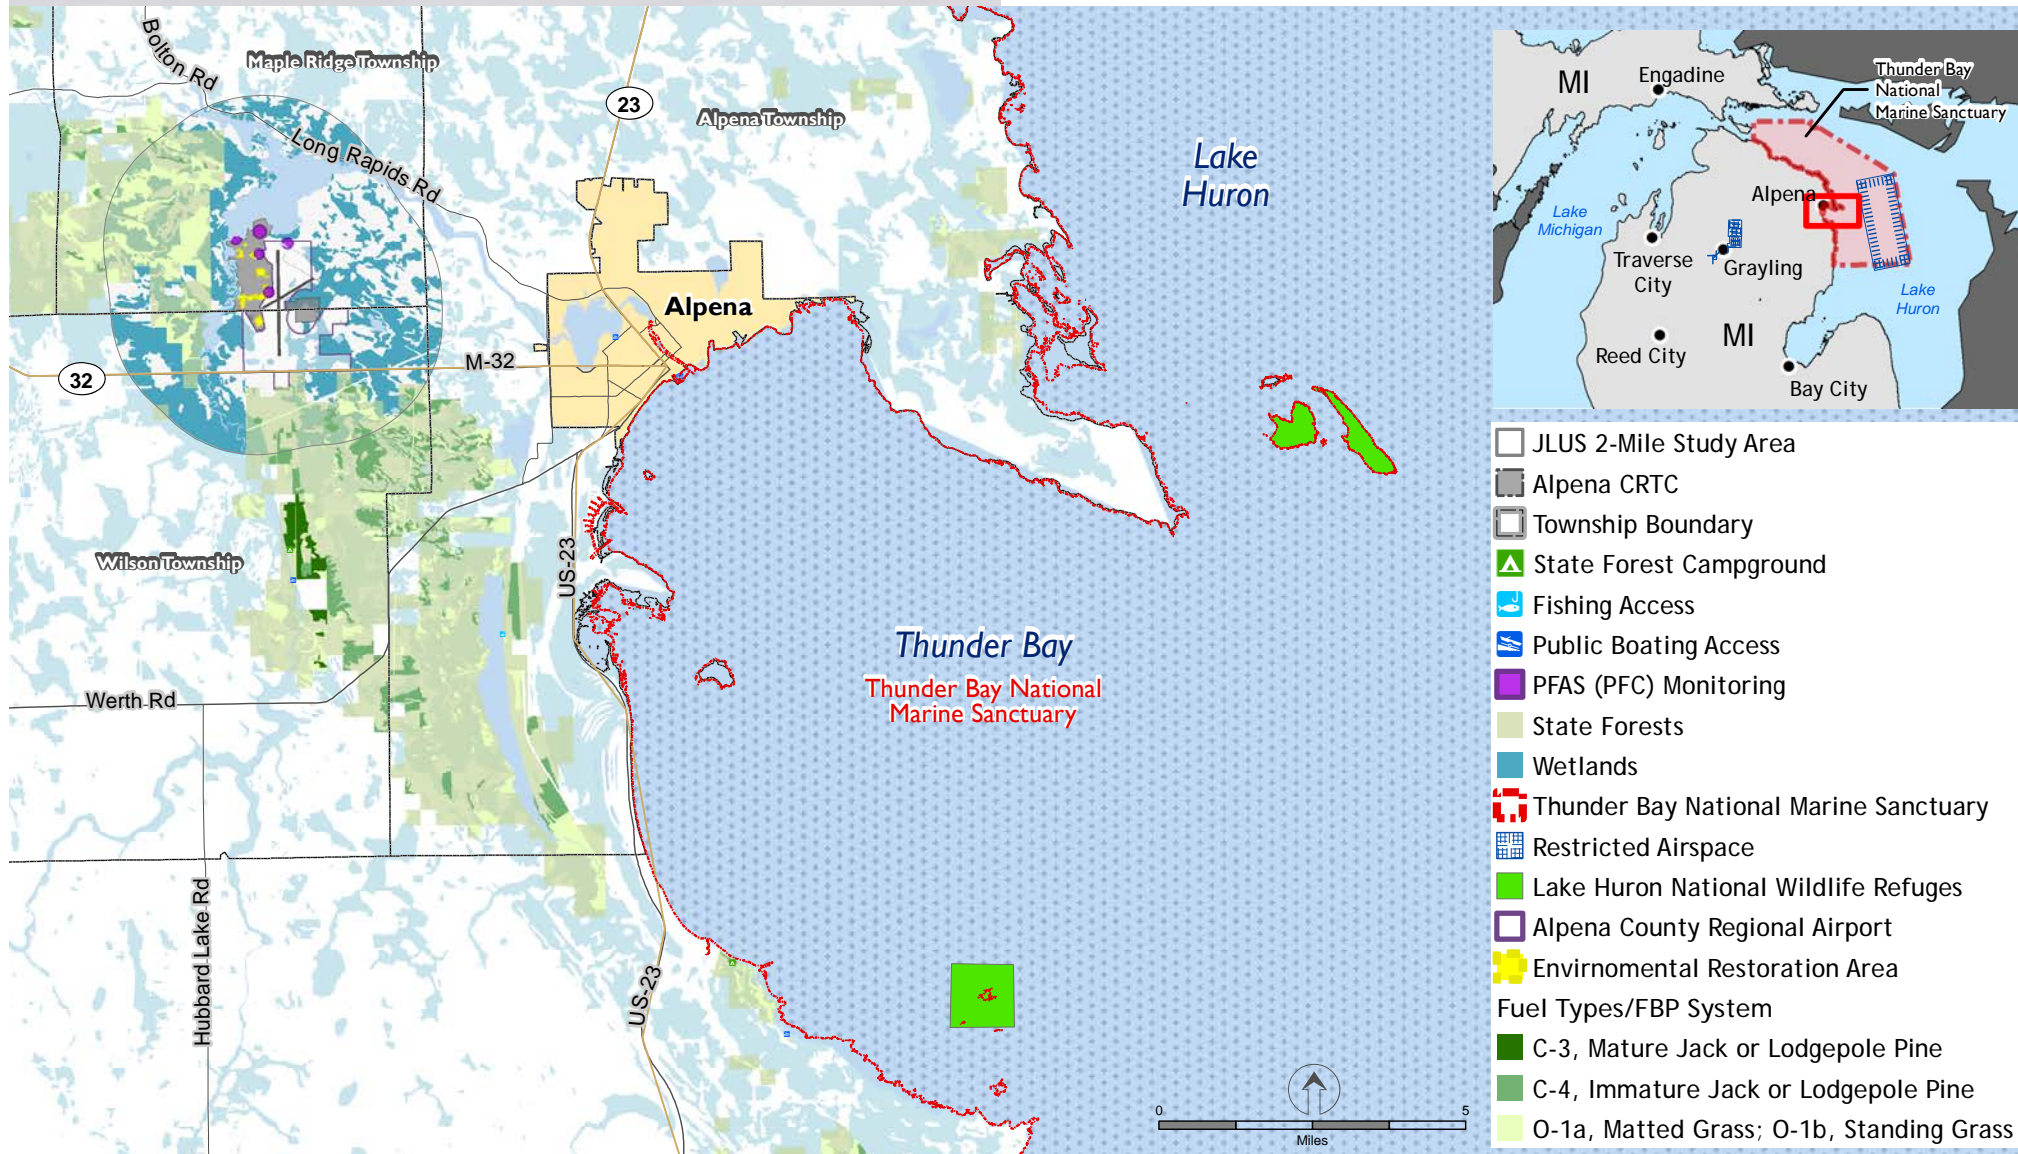 Bolton Rd
Maple Ridge Township
23
Alpena Township
Long Rapids Rd
Lake
Huron
Alpena
M-32
32
Wilson Township
US-23
Thunder Bay
Thunder Bay National
Marine Sanctuary
Werth Rd
Hubbard Lake Rd
US-23
0
5
Miles
MI
Engadine
Thunder Bay
National
Marine Sanctuary
Alpena
Lake
Michigan
Traverse
City
Grayling
Lake
Huron
Reed City
MI
Bay City
JLUS 2-Mile Study Area
Alpena CRTC
Township Boundary
State Forest Campground
Fishing Access
Public Boating Access
PFAS (PFC) Monitoring
State Forests
Wetlands
Thunder Bay National Marine Sanctuary
Restricted Airspace
Lake Huron National Wildlife Refuges
Alpena County Regional Airport
Envirnomental Restoration Area
Fuel Types/FBP System
C-3, Mature Jack or Lodgepole Pine
C-4, Immature Jack or Lodgepole Pine
O-1a, Matted Grass; O-1b, Standing Grass